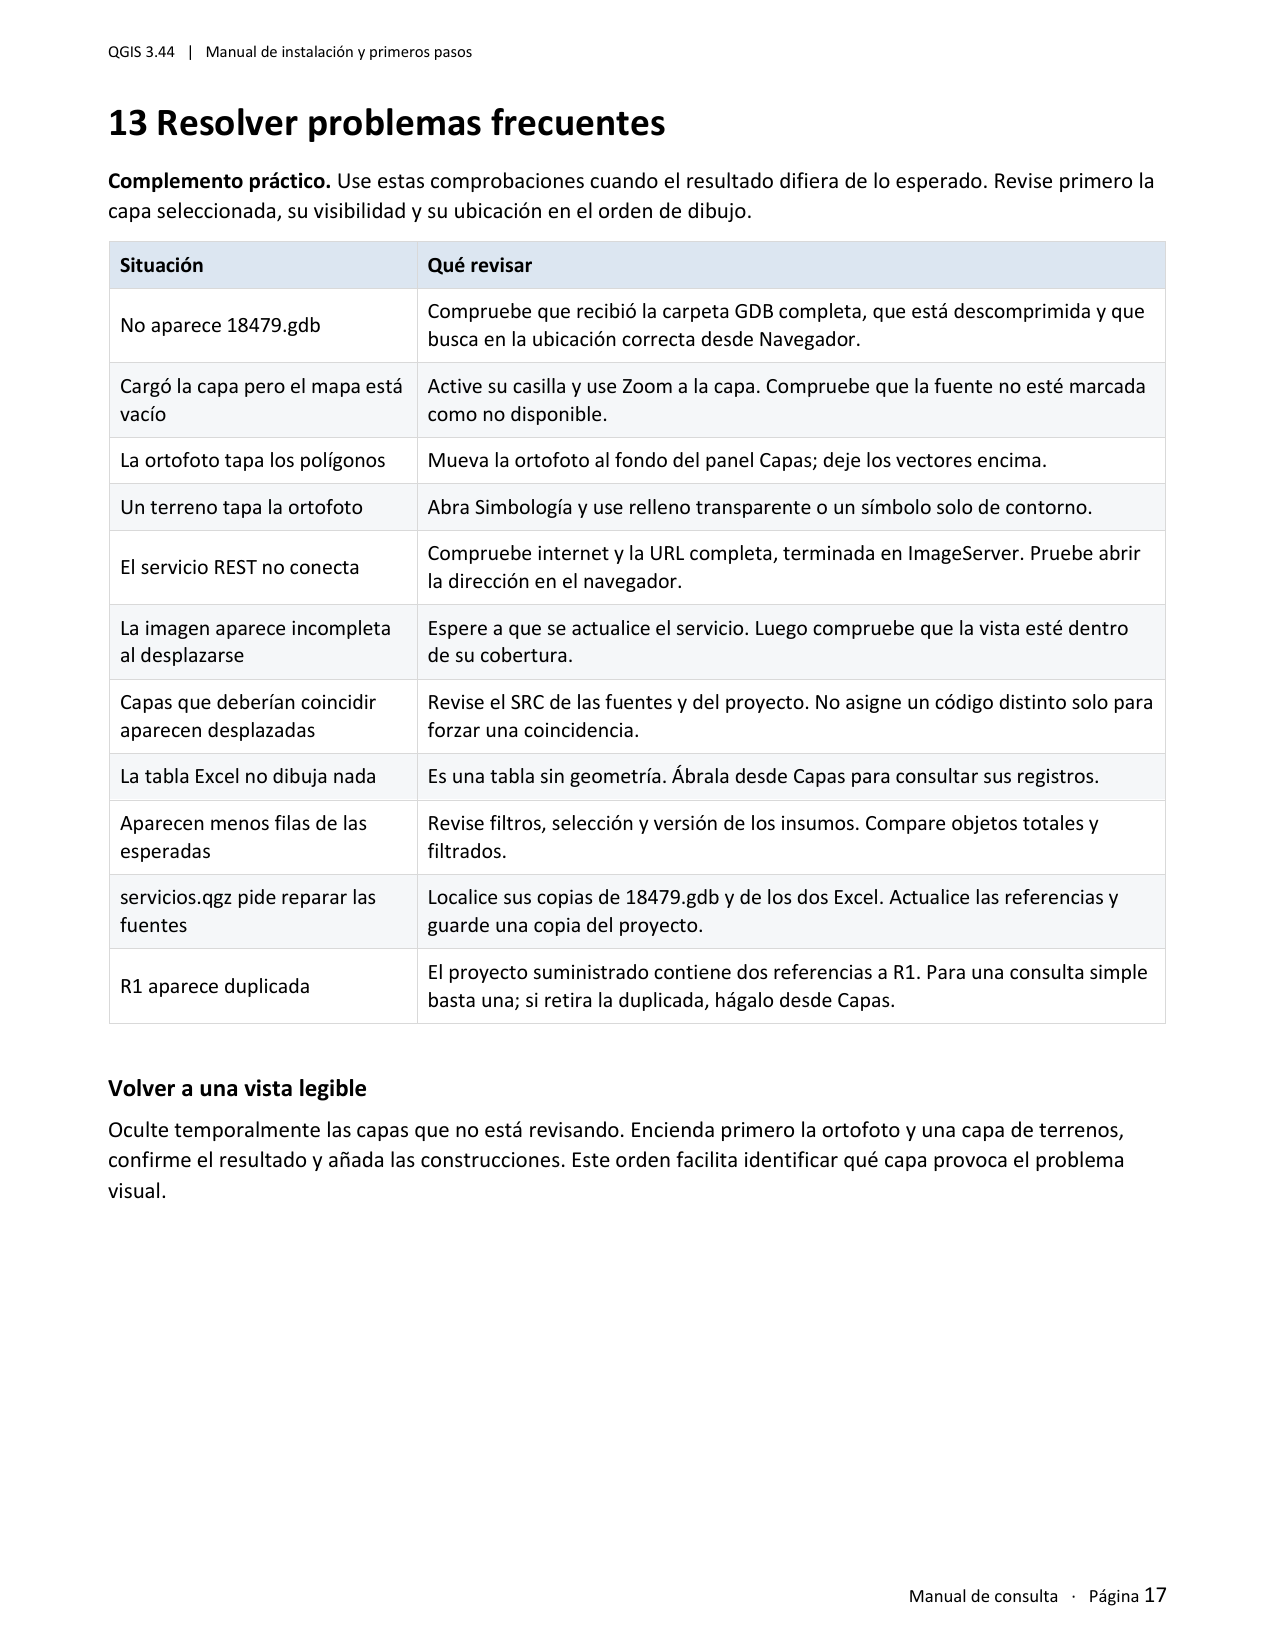 QGIS 3.44 | Manual de instalación y primeros pasos
13 Resolver problemas frecuentes
Complemento práctico. Use estas comprobaciones cuando el resultado difiera de lo esperado. Revise primero la
capa seleccionada, su visibilidad y su ubicación en el orden de dibujo.
Situación
Qué revisar
No aparece 18479.gdb
Compruebe que recibió la carpeta GDB completa, que está descomprimida y que
busca en la ubicación correcta desde Navegador.
Cargó la capa pero el mapa está
vacío
Active su casilla y use Zoom a la capa. Compruebe que la fuente no esté marcada
como no disponible.
La ortofoto tapa los polígonos
Mueva la ortofoto al fondo del panel Capas; deje los vectores encima.
Un terreno tapa la ortofoto
Abra Simbología y use relleno transparente o un símbolo solo de contorno.
El servicio REST no conecta
Compruebe internet y la URL completa, terminada en ImageServer. Pruebe abrir
la dirección en el navegador.
La imagen aparece incompleta
al desplazarse
Espere a que se actualice el servicio. Luego compruebe que la vista esté dentro
de su cobertura.
Capas que deberían coincidir
aparecen desplazadas
Revise el SRC de las fuentes y del proyecto. No asigne un código distinto solo para
forzar una coincidencia.
La tabla Excel no dibuja nada
Es una tabla sin geometría. Ábrala desde Capas para consultar sus registros.
Aparecen menos filas de las
esperadas
Revise filtros, selección y versión de los insumos. Compare objetos totales y
filtrados.
servicios.qgz pide reparar las
fuentes
Localice sus copias de 18479.gdb y de los dos Excel. Actualice las referencias y
guarde una copia del proyecto.
R1 aparece duplicada
El proyecto suministrado contiene dos referencias a R1. Para una consulta simple
basta una; si retira la duplicada, hágalo desde Capas.
Volver a una vista legible
Oculte temporalmente las capas que no está revisando. Encienda primero la ortofoto y una capa de terrenos,
confirme el resultado y añada las construcciones. Este orden facilita identificar qué capa provoca el problema
visual.
Manual de consulta · Página 17